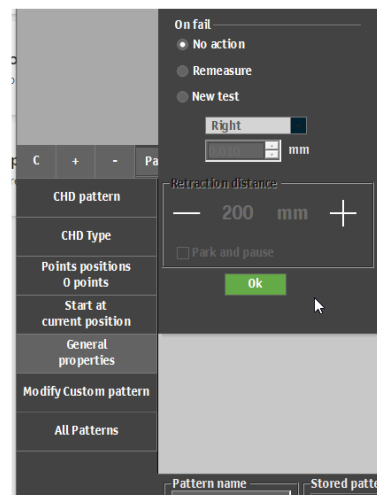 On fail
No action
Remeasure
New test
Right
0.010 mm
C + - Pa
Retraction distance
200 mm
Park and pause
Ok
CHD pattern
CHD Type
Points positions
0 points
Start at
current position
General
properties
Modify Custom pattern
All Patterns
Pattern name
Stored patte